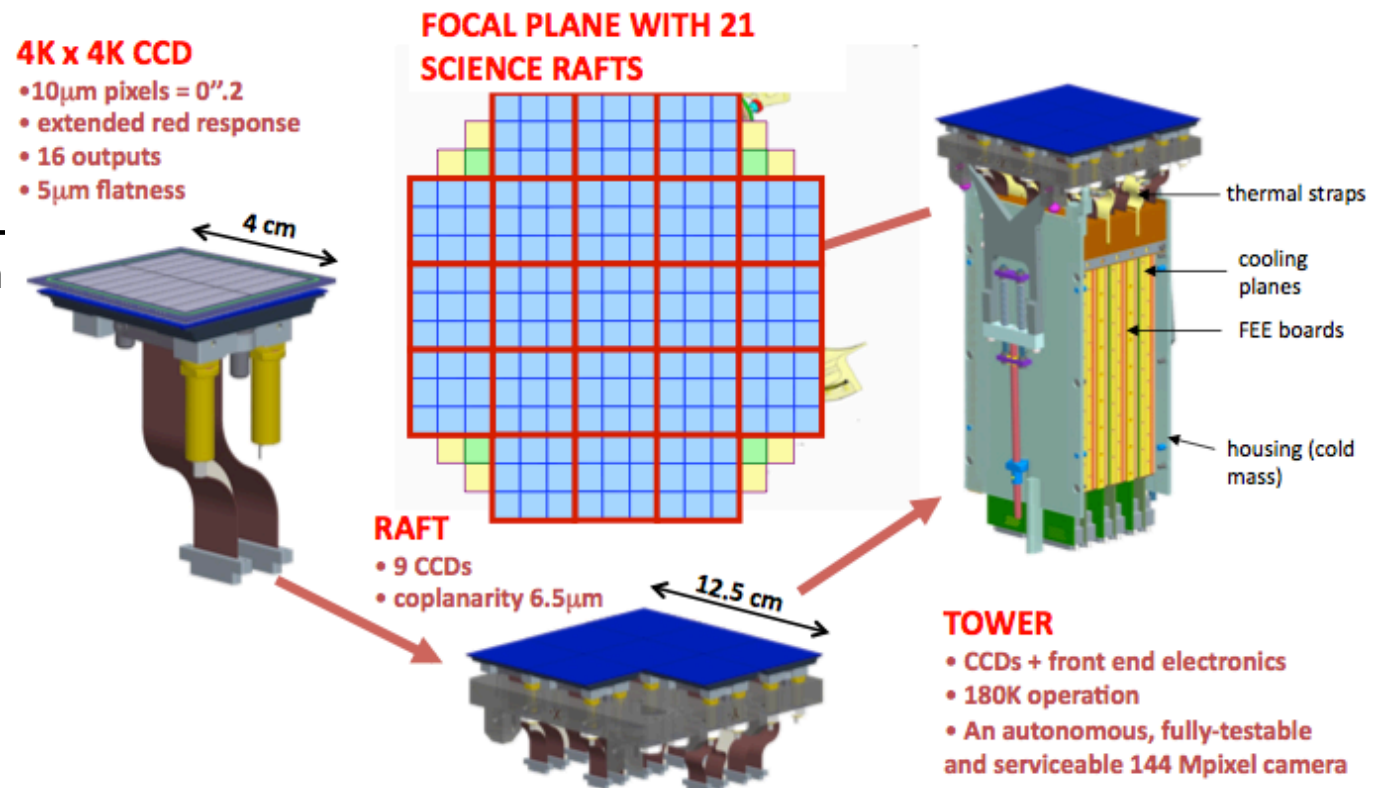 FOCAL PLANE WITH 21
SCIENCE RAFTS
4K x 4K CCD
•10μm pixels = 0”.2
• extended red response
• 16 outputs
• 5μm flatness
4 cm
thermal straps
cooling
planes
FEE boards
housing (cold
mass)
RAFT
• 9 CCDs
• coplanarity 6.5μm
12.5 cm
TOWER
• CCDs + front end electronics
• 180K operation
• An autonomous, fully-testable
and serviceable 144 Mpixel camera